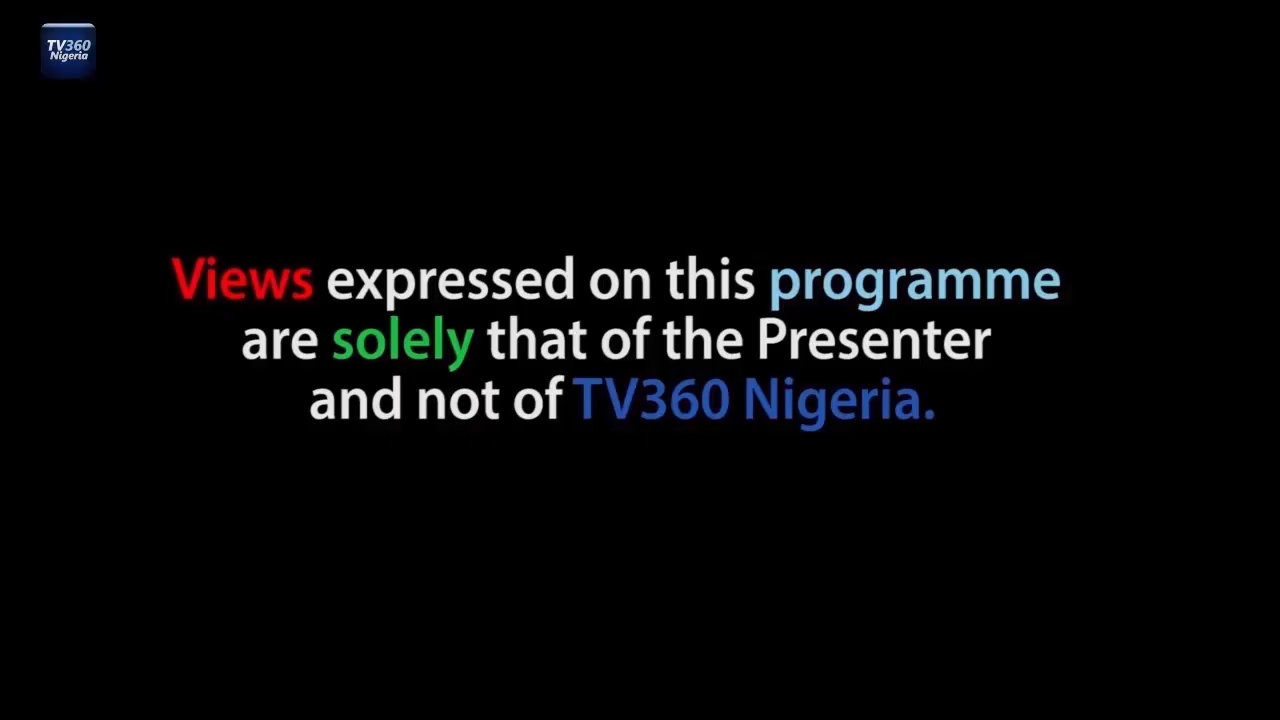 TV360
Nigeria
Views expressed on this programme
are solely that of the Presenter
and not of TV360 Nigeria.